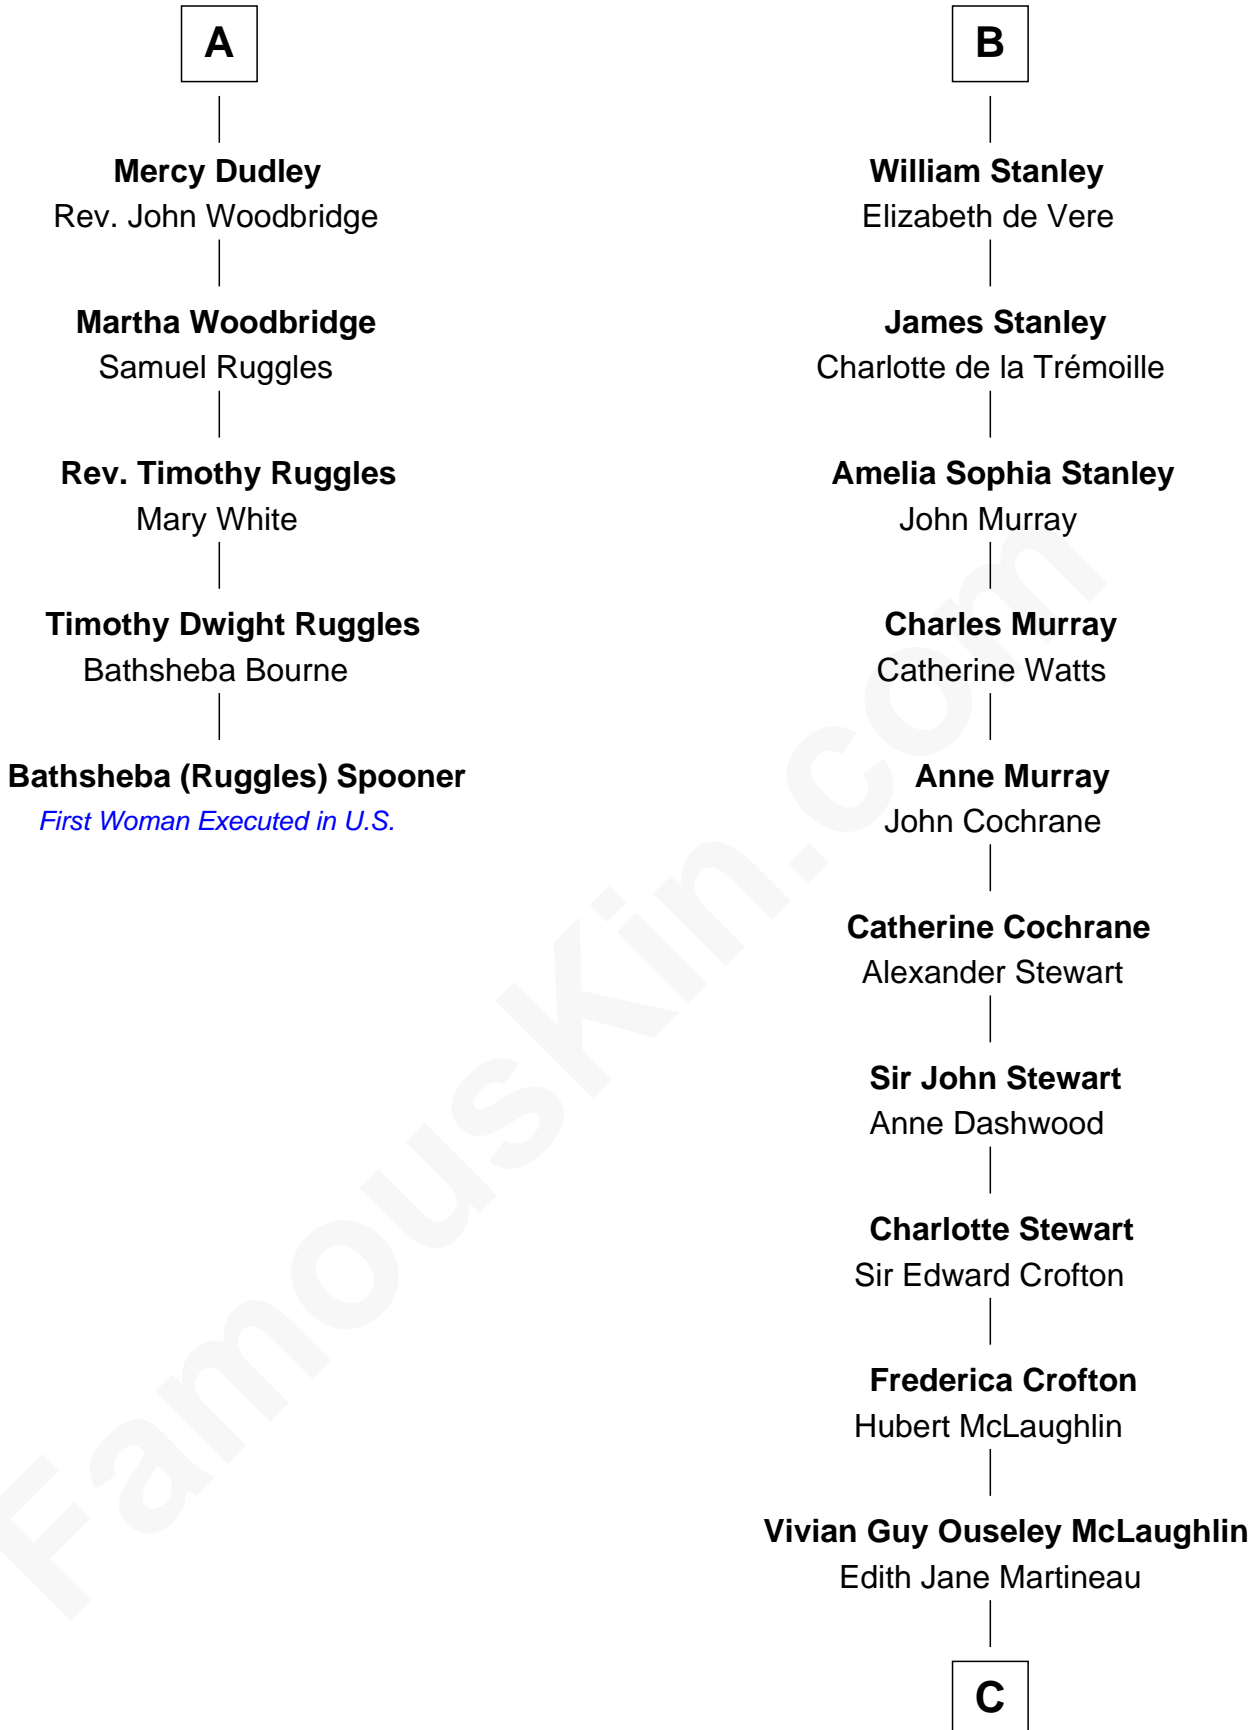 A
Mercy Dudley
Rev. John Woodbridge
Martha Woodbridge
Samuel Ruggles
Rev. Timothy Ruggles
Mary White
Timothy Dwight Ruggles
Bathsheba Bourne
Bathsheba (Ruggles) Spooner
First Woman Executed in U.S.
B
William Stanley
Elizabeth de Vere
James Stanley
Charlotte de la Trémoille
Amelia Sophia Stanley
John Murray
Charles Murray
Catherine Watts
Anne Murray
John Cochrane
Catherine Cochrane
Alexander Stewart
Sir John Stewart
Anne Dashwood
Charlotte Stewart
Sir Edward Crofton
Frederica Crofton
Hubert McLaughlin
Vivian Guy Ouseley McLaughlin
Edith Jane Martineau
C
FamousKin.com